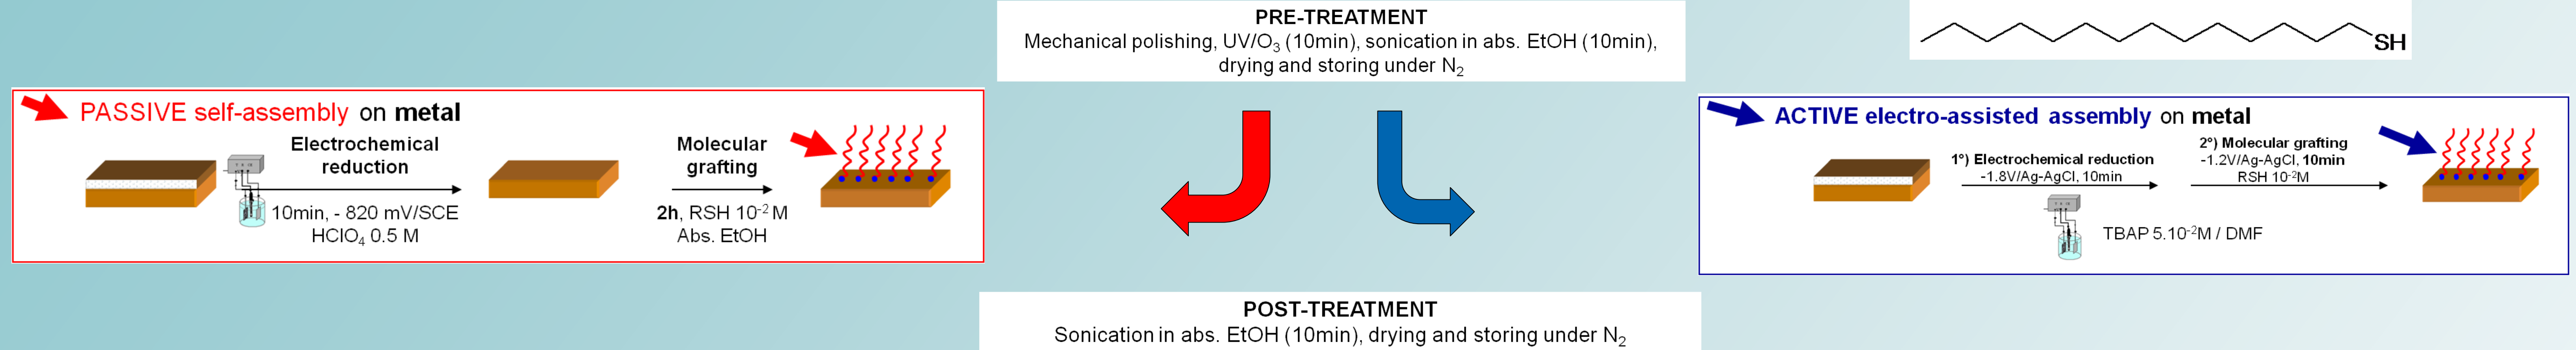 PRE-TREATMENT
Mechanical polishing, UV/O₃ (10min), sonication in abs. EtOH (10min),
drying and storing under N₂
SH
PASSIVE self-assembly on metal
Electrochemical
reduction
10min, - 820 mV/SCE
HClO₄ 0.5 M
Molecular
grafting
2h, RSH 10⁻² M
Abs. EtOH
ACTIVE electro-assisted assembly on metal
1°) Electrochemical reduction
-1.8V/Ag-AgCl, 10min
2°) Molecular grafting
-1.2V/Ag-AgCl, 10min
RSH 10⁻²M
TBAP 5.10⁻²M / DMF
POST-TREATMENT
Sonication in abs. EtOH (10min), drying and storing under N₂